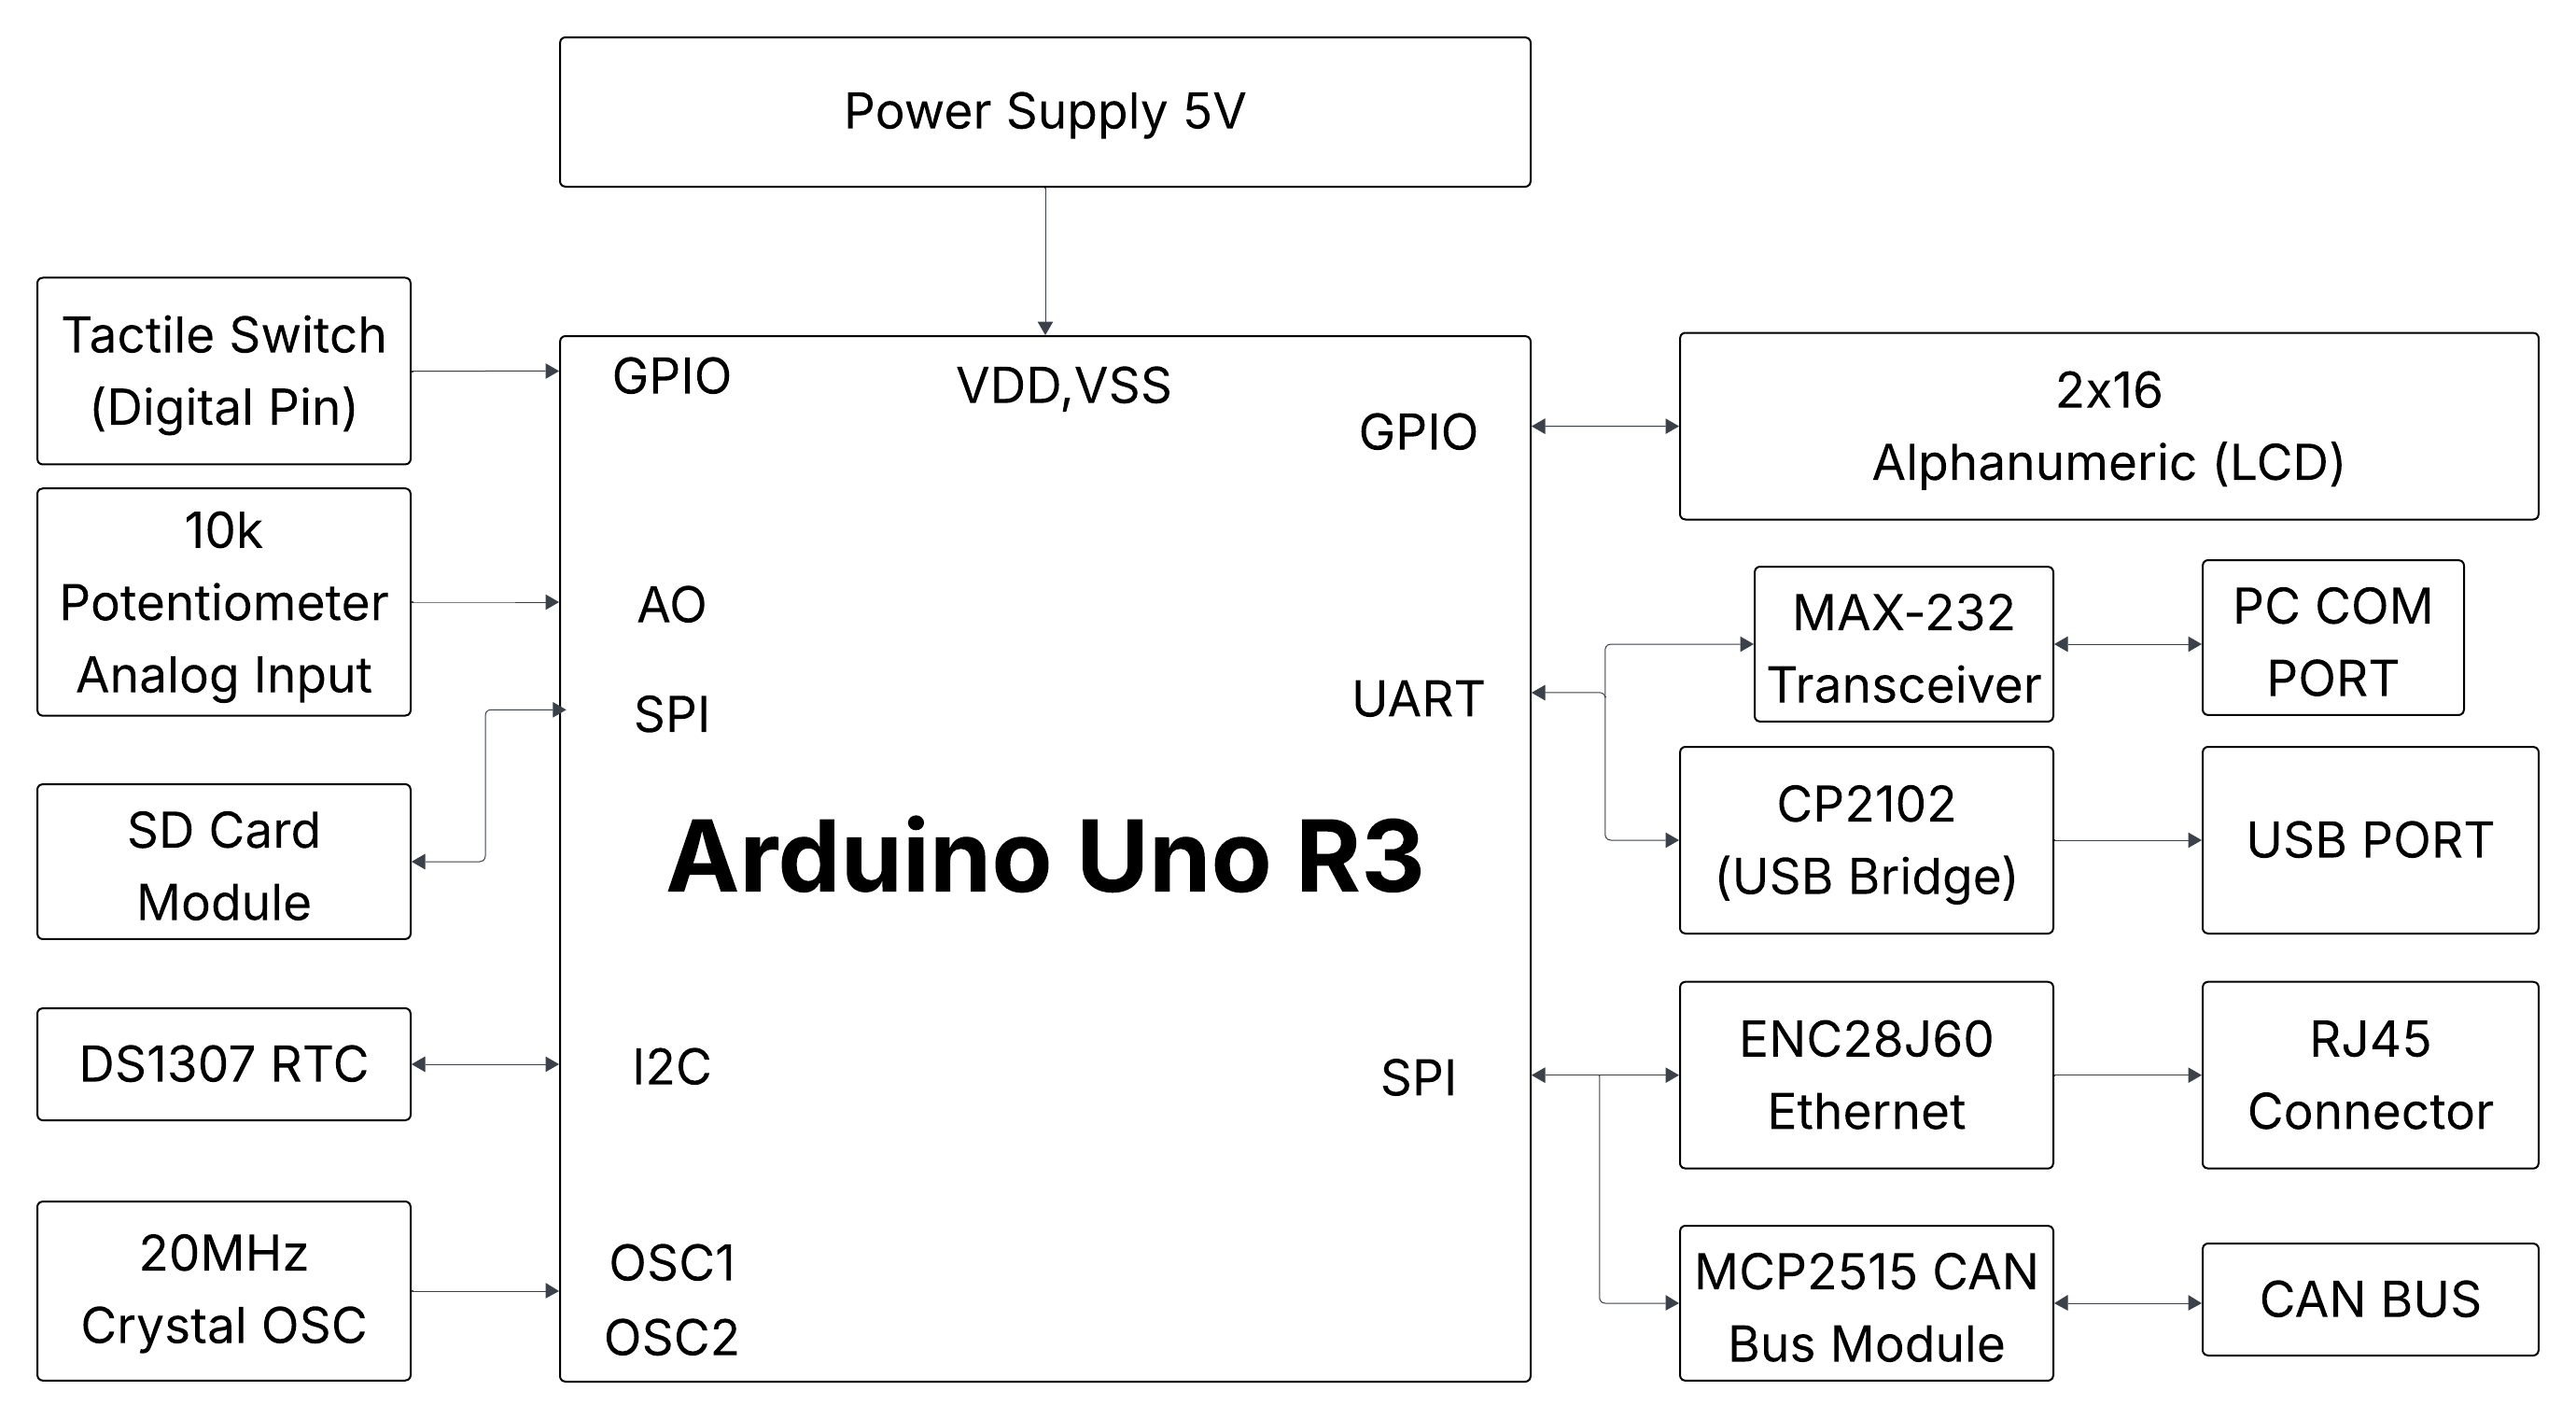 Power Supply 5V
Tactile Switch
(Digital Pin)
10k
Potentiometer
Analog Input
SD Card
Module
DS1307 RTC
20MHz
Crystal OSC
GPIO
VDD,VSS
GPIO
AO
SPI
UART
Arduino Uno R3
I2C
SPI
OSC1
OSC2
2x16
Alphanumeric (LCD)
MAX-232
Transceiver
PC COM
PORT
CP2102
(USB Bridge)
USB PORT
ENC28J60
Ethernet
RJ45
Connector
MCP2515 CAN
Bus Module
CAN BUS